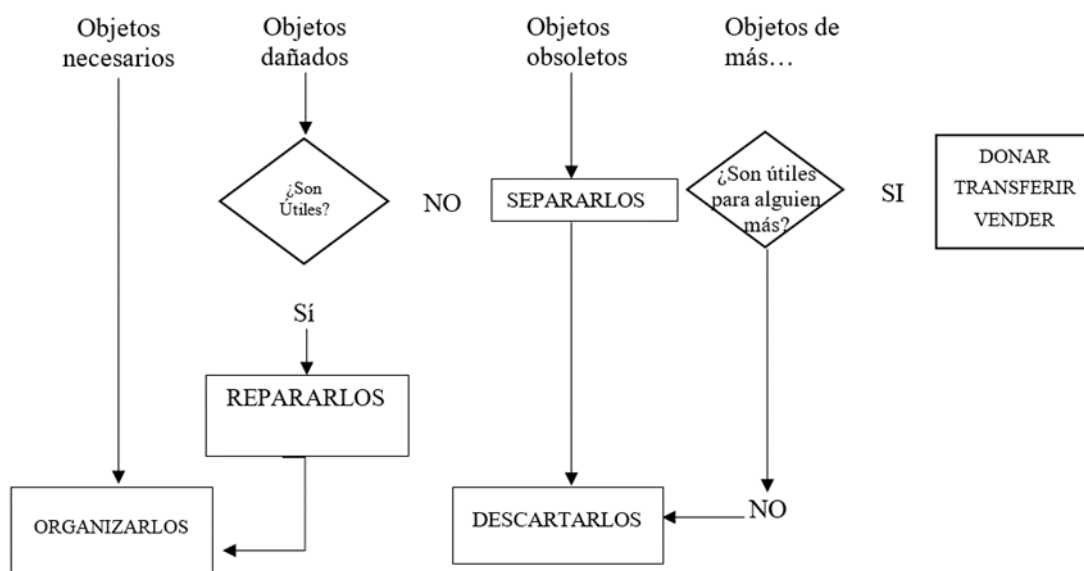 Objetos
necesarios
Objetos
dañados
Objetos
obsoletos
Objetos de
más…
¿Son
Útiles?
NO
SEPARARLOS
¿Son útiles
para alguien
más?
SI
DONAR
TRANSFERIR
VENDER
Sí
REPARARLOS
ORGANIZARLOS
DESCARTARLOS
NO